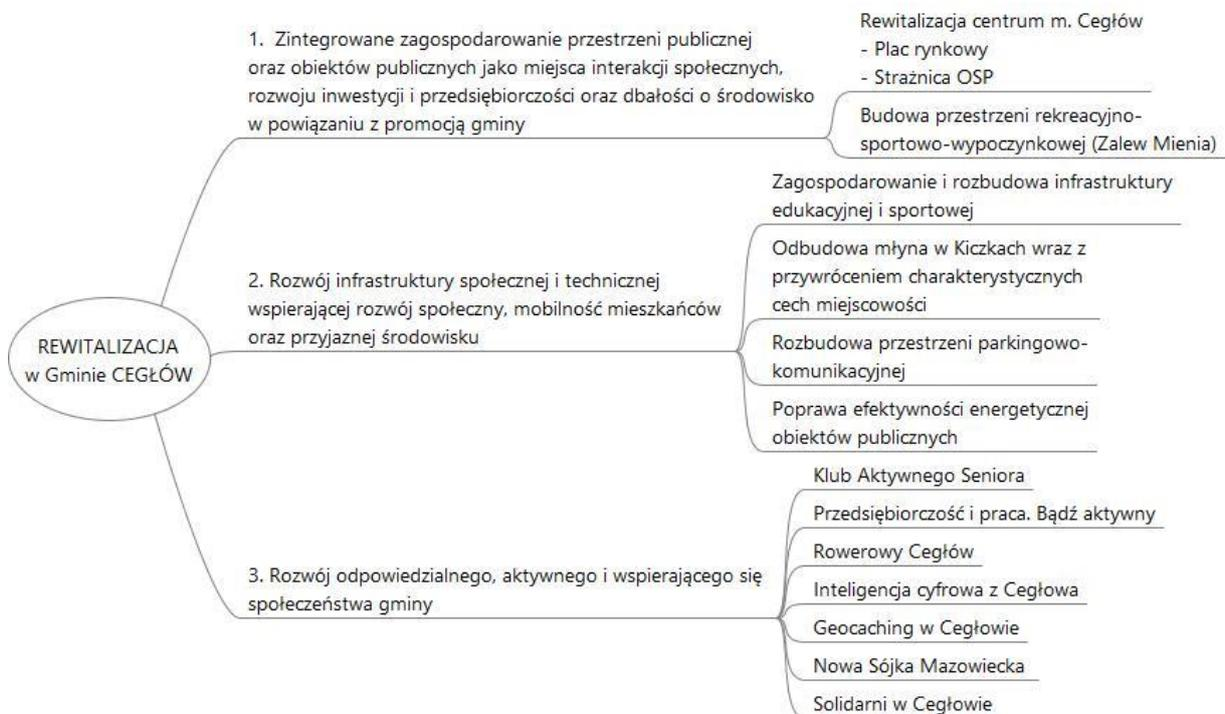 REWITALIZACJA
w Gminie CEGŁÓW
1. Zintegrowane zagospodarowanie przestrzeni publicznej
oraz obiektów publicznych jako miejsca interakcji społecznych,
rozwoju inwestycji i przedsiębiorczości oraz dbałości o środowisko
w powiązaniu z promocją gminy
Rewitalizacja centrum m. Cegłów
- Plac rynkowy
- Strażnica OSP
Budowa przestrzeni rekreacyjno-
sportowo-wypoczynkowej (Zalew Mienia)
2. Rozwój infrastruktury społecznej i technicznej
wspierającej rozwój społeczny, mobilność mieszkańców
oraz przyjaznej środowisku
Zagospodarowanie i rozbudowa infrastruktury
edukacyjnej i sportowej
Odbudowa młyna w Kiczkach wraz z
przywróceniem charakterystycznych
cech miejscowości
Rozbudowa przestrzeni parkingowo-
komunikacyjnej
Poprawa efektywności energetycznej
obiektów publicznych
3. Rozwój odpowiedzialnego, aktywnego i wspierającego się
społeczeństwa gminy
Klub Aktywnego Seniora
Przedsiębiorczość i praca. Bądź aktywny
Rowerowy Cegłów
Inteligencja cyfrowa z Cegłowa
Geocaching w Cegłowie
Nowa Sójka Mazowiecka
Solidarni w Cegłowie